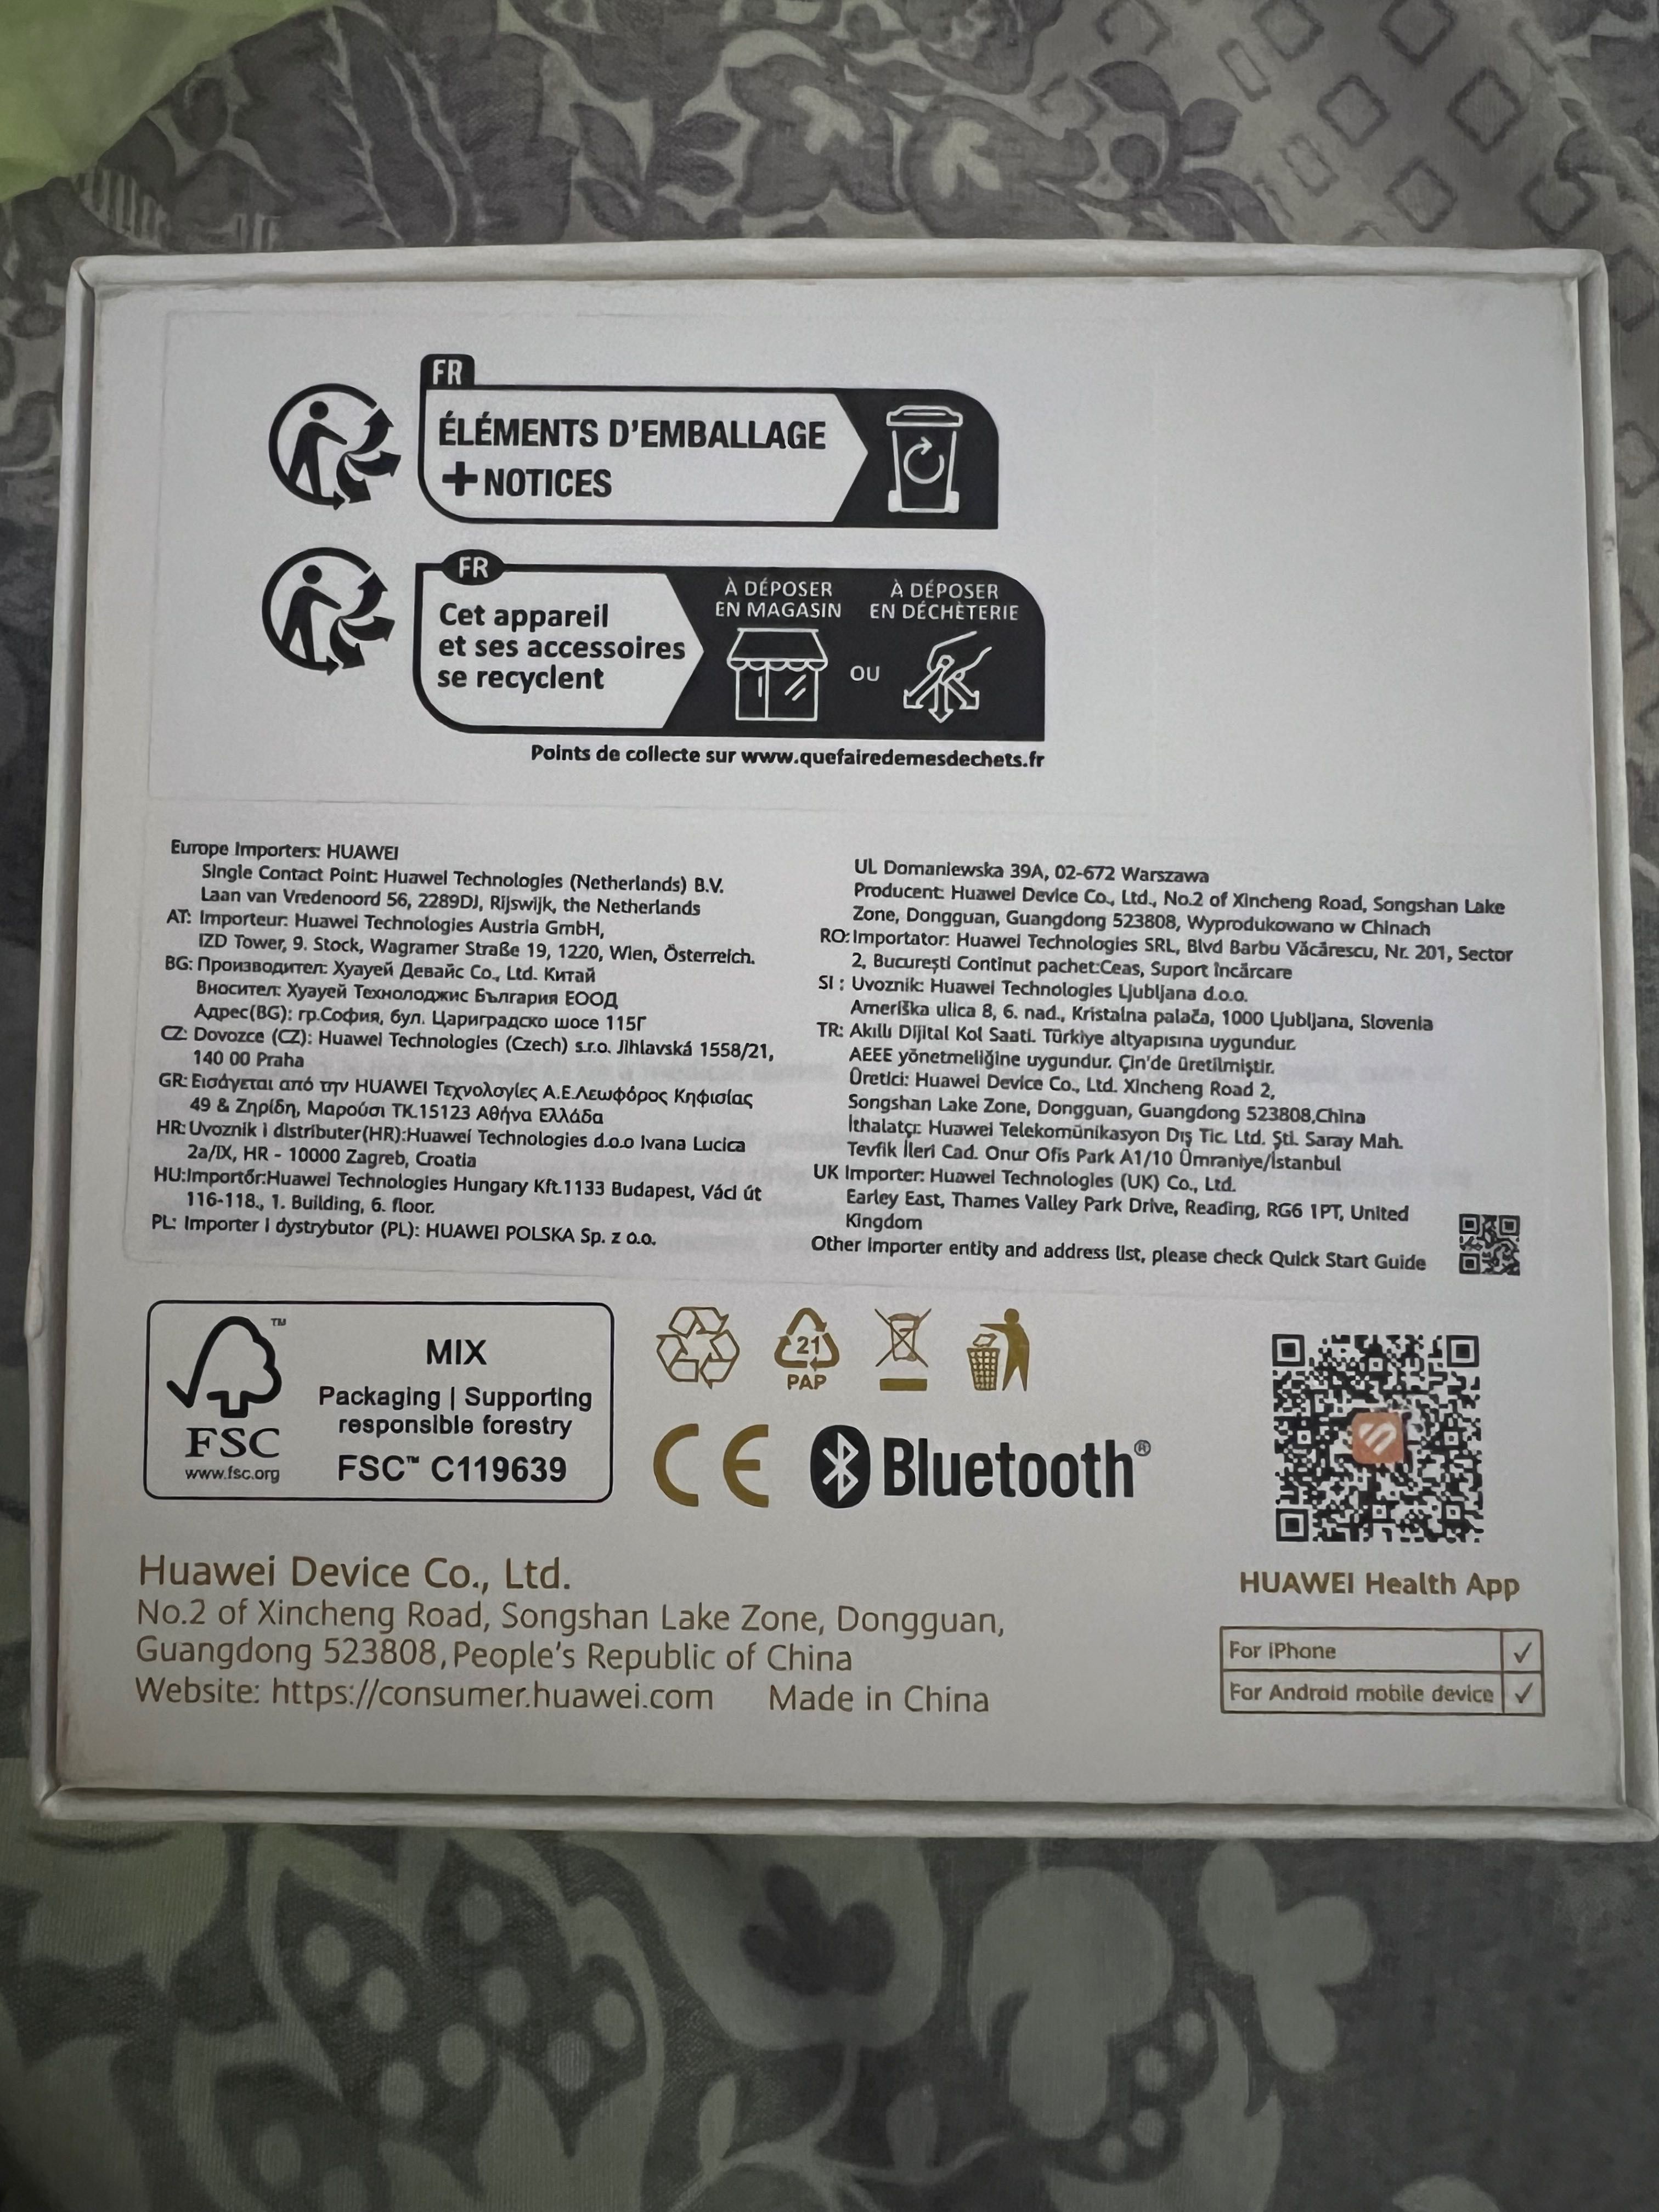 FR
ÉLÉMENTS D'EMBALLAGE
+ NOTICES
FR
Cet appareil
et ses accessoires
se recyclent
À DÉPOSER
EN MAGASIN
OU
À DÉPOSER
EN DÉCHÈTERIE
Points de collecte sur www.quefairedemesdechets.fr
Europe Importers: HUAWEI
Single Contact Point: Huawei Technologies (Netherlands) B.V.
Laan van Vredenoord 56, 2289DJ, Rijswijk, the Netherlands
AT: Importeur: Huawei Technologies Austria GmbH,
IZD Tower, 9. Stock, Wagramer Straße 19, 1220, Wien, Österreich.
BG: Производител: Хуауей Девайс Co., Ltd. Китай
Вносител: Хуауей Технолоджис България ЕООД
Адрес(BG): гр.София, бул. Цариградско шосе 115Г
CZ: Dovozce (CZ): Huawei Technologies (Czech) s.r.o. Jihlavská 1558/21,
140 00 Praha
GR: Εισάγεται από την HUAWEI Τεχνολογίες Α.Ε.Λεωφόρος Κηφισίας
49 & Ζηρίδη, Μαρούσι ΤΚ.15123 Αθήνα Ελλάδα
HR: Uvoznik i distributer(HR):Huawei Technologies d.o.o Ivana Lucica
2a/IX, HR - 10000 Zagreb, Croatia
HU:Importőr:Huawei Technologies Hungary Kft.1133 Budapest, Váci út
116-118., 1. Building, 6. floor.
PL: Importer i dystrybutor (PL): HUAWEI POLSKA Sp. z o.o.
UL Domaniewska 39A, 02-672 Warszawa
Producent: Huawei Device Co., Ltd., No.2 of Xincheng Road, Songshan Lake
Zone, Dongguan, Guangdong 523808, Wyprodukowano w Chinach
RO:Importator: Huawei Technologies SRL, Blvd Barbu Văcărescu, Nr. 201, Sector
2, București Continut pachet:Ceas, Suport încărcare
SI : Uvoznik: Huawei Technologies Ljubljana d.o.o.
Ameriška ulica 8, 6. nad., Kristalna palača, 1000 Ljubljana, Slovenia
TR: Akıllı Dijital Kol Saati. Türkiye altyapısına uygundur.
AEEE yönetmeliğine uygundur. Çin'de üretilmiştir.
Üretici: Huawei Device Co., Ltd. Xincheng Road 2,
Songshan Lake Zone, Dongguan, Guangdong 523808,China
İthalatçı: Huawei Telekomünikasyon Dış Tic. Ltd. Şti. Saray Mah.
Tevfik İleri Cad. Onur Ofis Park A1/10 Ümraniye/İstanbul
UK Importer: Huawei Technologies (UK) Co., Ltd.
Earley East, Thames Valley Park Drive, Reading, RG6 1PT, United
Kingdom
Other importer entity and address list, please check Quick Start Guide
TM
FSC
www.fsc.org
MIX
Packaging | Supporting
responsible forestry
FSC™ C119639
21
PAP
CE
Bluetooth®
Huawei Device Co., Ltd.
No.2 of Xincheng Road, Songshan Lake Zone, Dongguan,
Guangdong 523808, People's Republic of China
Website: https://consumer.huawei.com Made in China
HUAWEI Health App
For iPhone ✓
For Android mobile device ✓